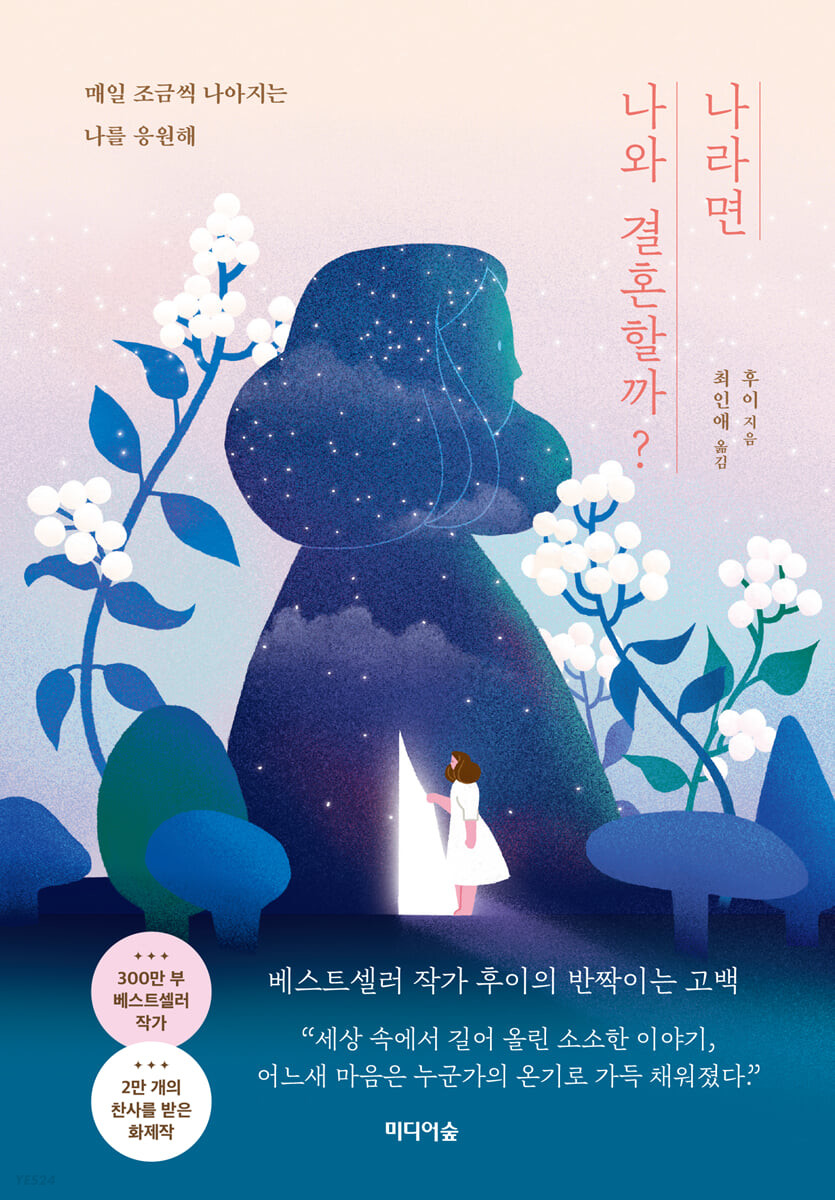 매일 조금씩 나아지는
나를 응원해
나라면
나와 결혼할까?
후이 지음
최인애 옮김
300만 부
베스트셀러
작가
2만 개의
찬사를 받은
화제작
베스트셀러 작가 후이의 반짝이는 고백
“세상 속에서 길어 올린 소소한 이야기,
어느새 마음은 누군가의 온기로 가득 채워졌다.”
미디어숲
YES24